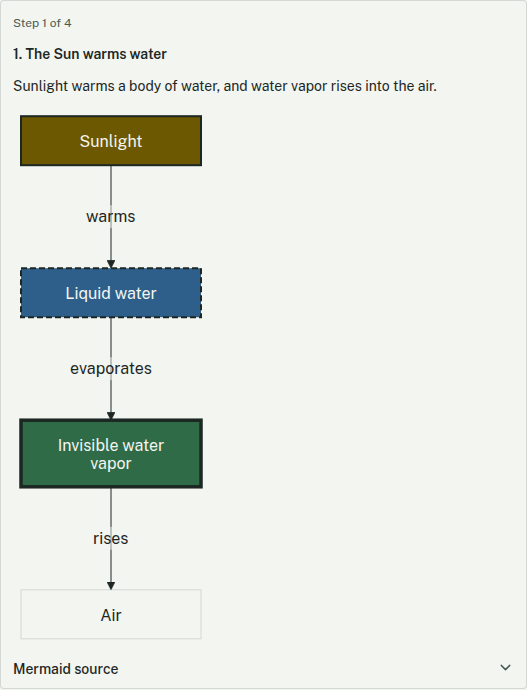 Step 1 of 4
1. The Sun warms water
Sunlight warms a body of water, and water vapor rises into the air.
Sunlight
warms
Liquid water
evaporates
Invisible water
vapor
rises
Air
Mermaid source